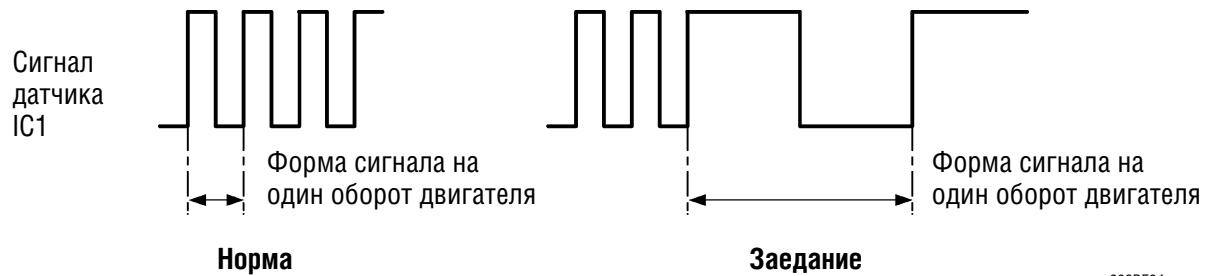 Сигнал
датчика
IC1
Форма сигнала на
один оборот двигателя
Форма сигнала на
один оборот двигателя
Норма
Заедание